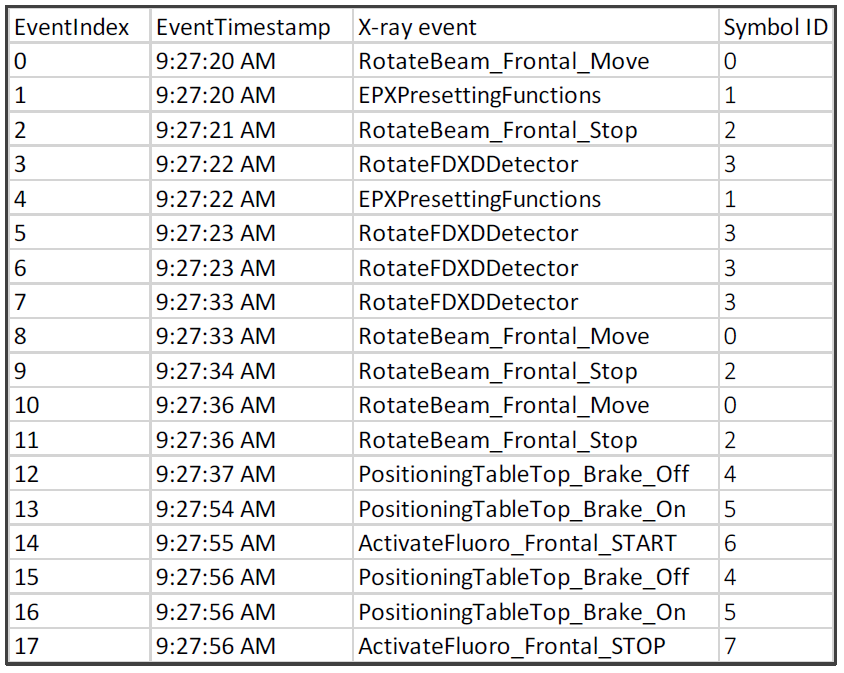 EventIndex EventTimestamp X-ray event Symbol ID
0 9:27:20 AM RotateBeam_Frontal_Move 0
1 9:27:20 AM EPXPresettingFunctions 1
2 9:27:21 AM RotateBeam_Frontal_Stop 2
3 9:27:22 AM RotateFDXDDetector 3
4 9:27:22 AM EPXPresettingFunctions 1
5 9:27:23 AM RotateFDXDDetector 3
6 9:27:23 AM RotateFDXDDetector 3
7 9:27:33 AM RotateFDXDDetector 3
8 9:27:33 AM RotateBeam_Frontal_Move 0
9 9:27:34 AM RotateBeam_Frontal_Stop 2
10 9:27:36 AM RotateBeam_Frontal_Move 0
11 9:27:36 AM RotateBeam_Frontal_Stop 2
12 9:27:37 AM PositioningTableTop_Brake_Off 4
13 9:27:54 AM PositioningTableTop_Brake_On 5
14 9:27:55 AM ActivateFluoro_Frontal_START 6
15 9:27:56 AM PositioningTableTop_Brake_Off 4
16 9:27:56 AM PositioningTableTop_Brake_On 5
17 9:27:56 AM ActivateFluoro_Frontal_STOP 7